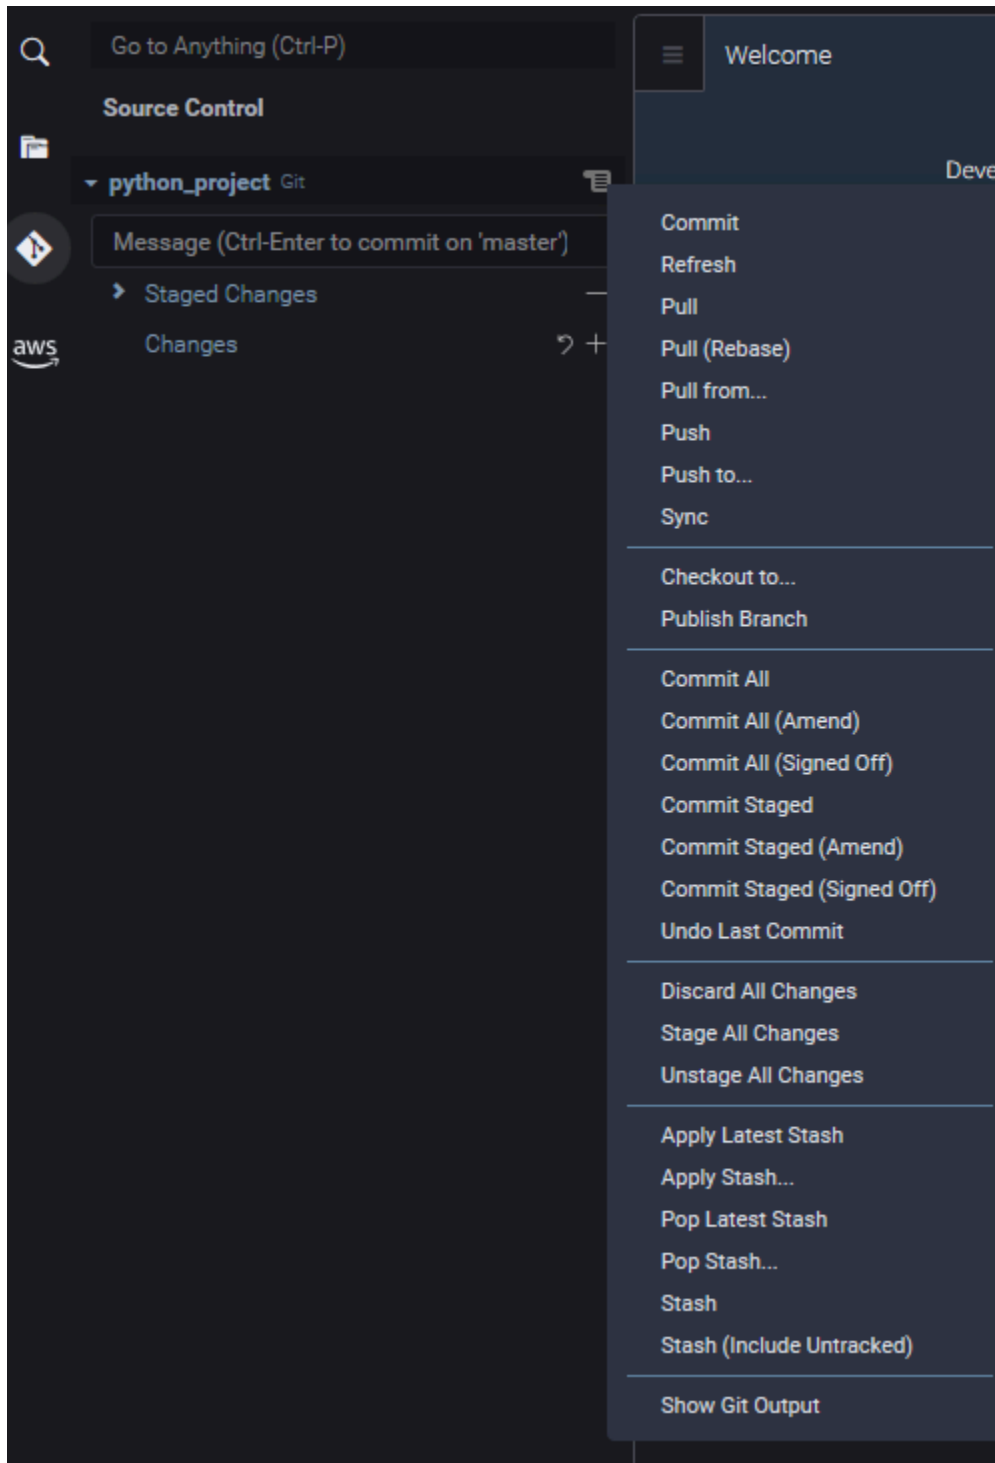 Go to Anything (Ctrl-P)
Welcome
Source Control
Deve
python_project Git
Message (Ctrl-Enter to commit on 'master')
Staged Changes
Changes
aws
Commit
Refresh
Pull
Pull (Rebase)
Pull from...
Push
Push to...
Sync
Checkout to...
Publish Branch
Commit All
Commit All (Amend)
Commit All (Signed Off)
Commit Staged
Commit Staged (Amend)
Commit Staged (Signed Off)
Undo Last Commit
Discard All Changes
Stage All Changes
Unstage All Changes
Apply Latest Stash
Apply Stash...
Pop Latest Stash
Pop Stash...
Stash
Stash (Include Untracked)
Show Git Output